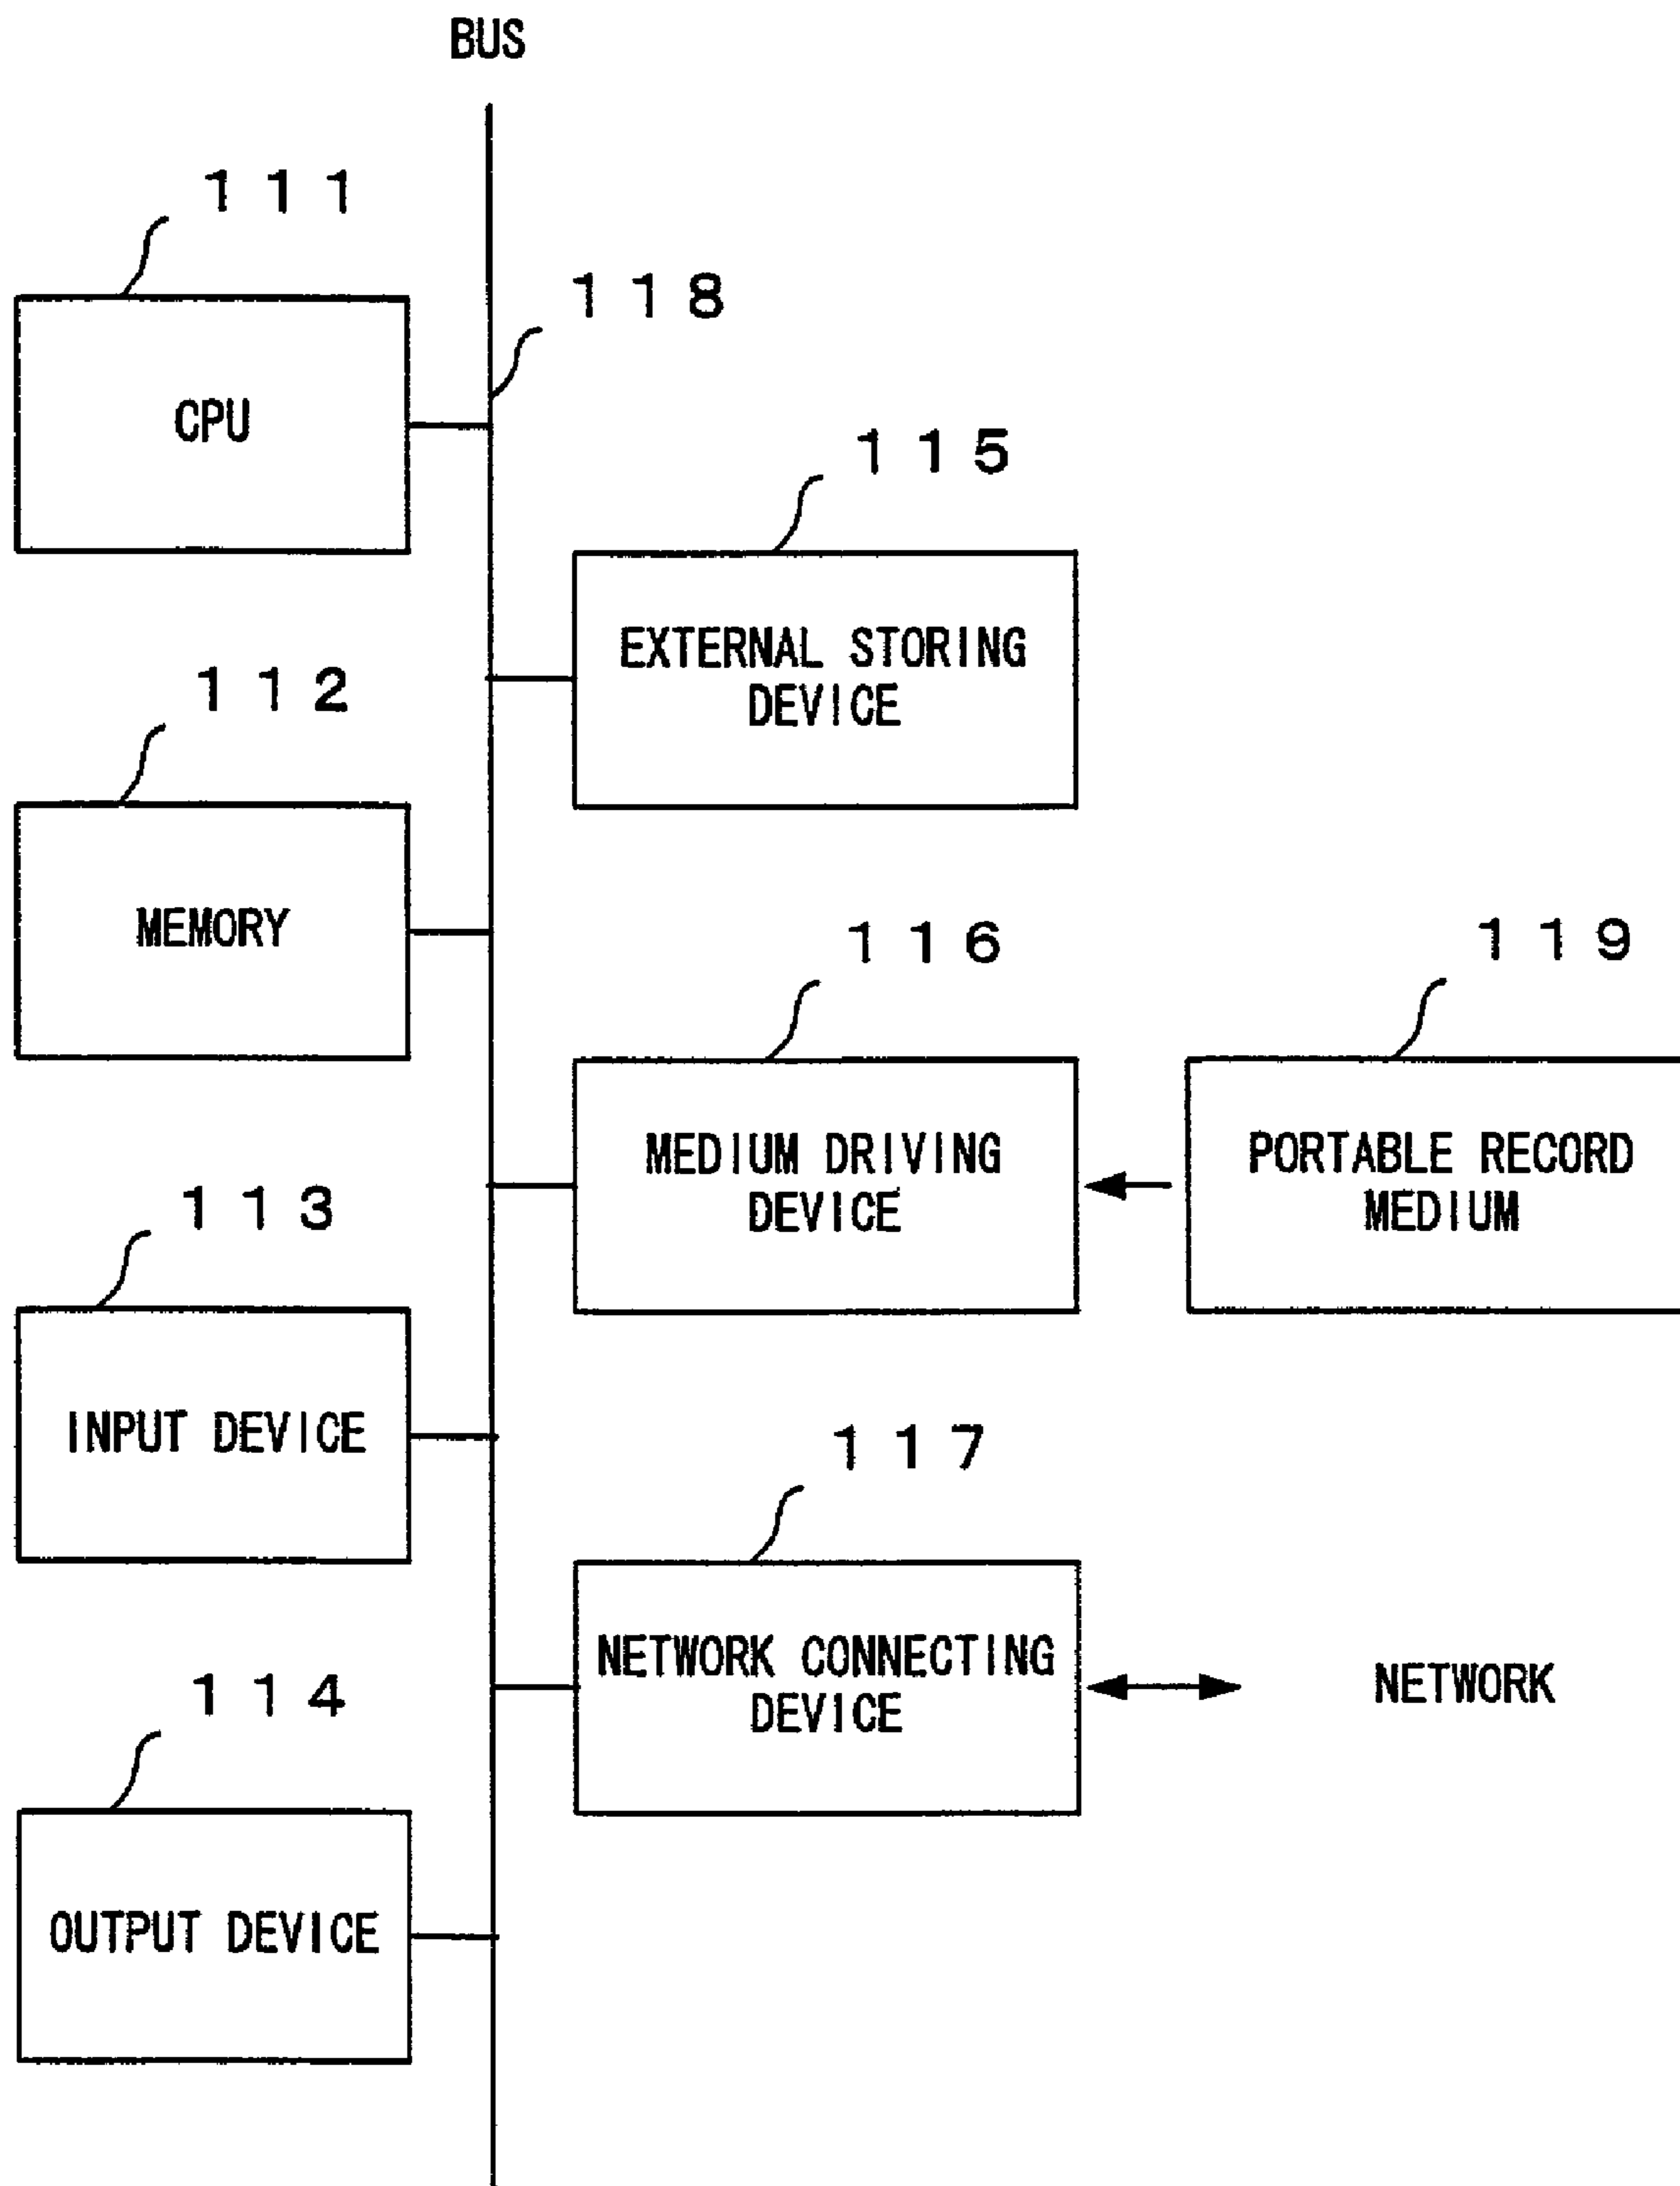 BUS
111
118
CPU
115
EXTERNAL STORING
DEVICE
112
MEMORY
116
119
MEDIUM DRIVING
DEVICE
PORTABLE RECORD
MEDIUM
113
INPUT DEVICE
117
NETWORK CONNECTING
DEVICE
NETWORK
114
OUTPUT DEVICE